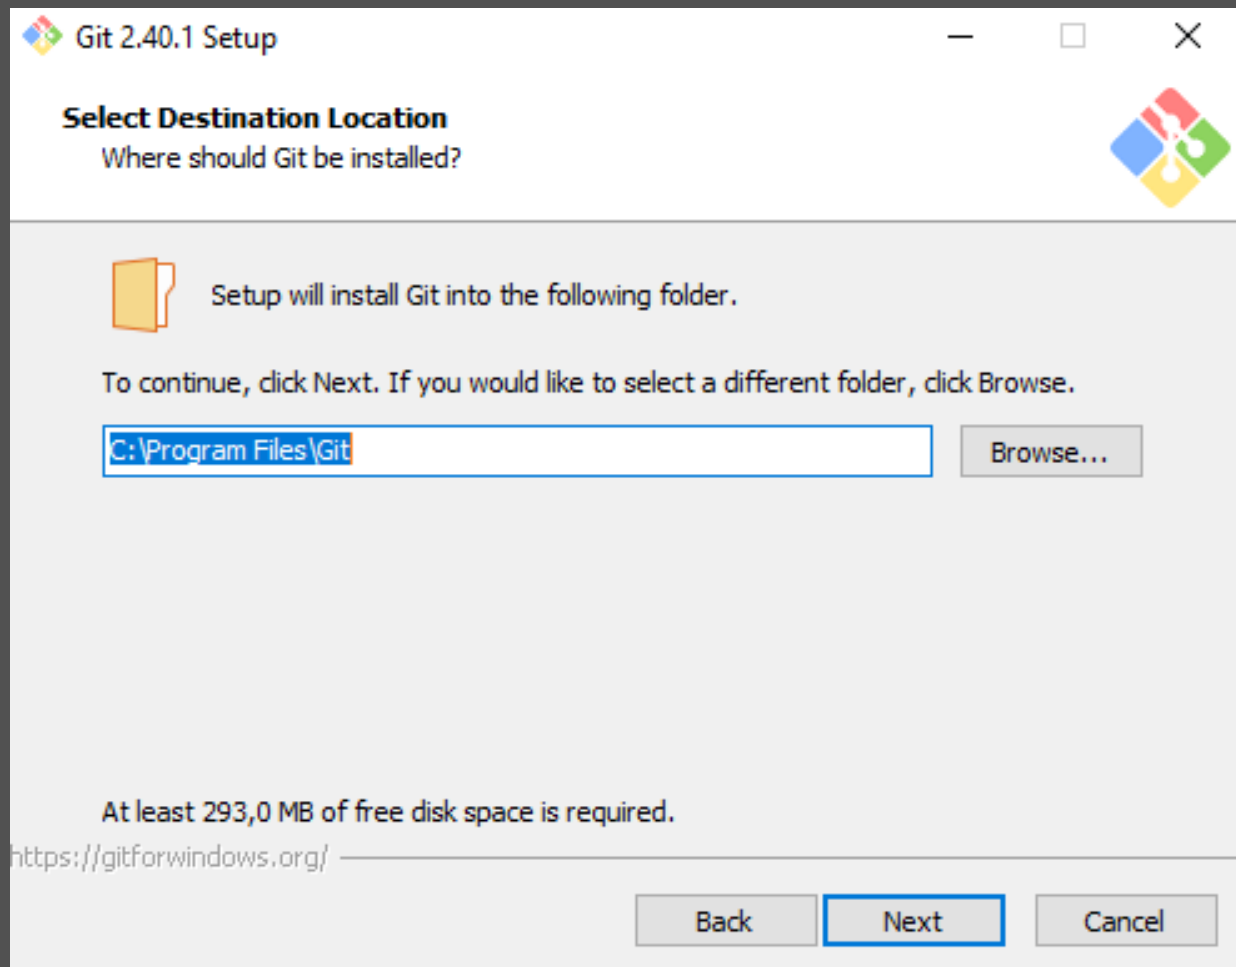 Git 2.40.1 Setup
Select Destination Location
Where should Git be installed?
Setup will install Git into the following folder.
To continue, click Next. If you would like to select a different folder, click Browse.
C:\Program Files\Git
Browse...
At least 293,0 MB of free disk space is required.
https://gitforwindows.org/
Back Next Cancel